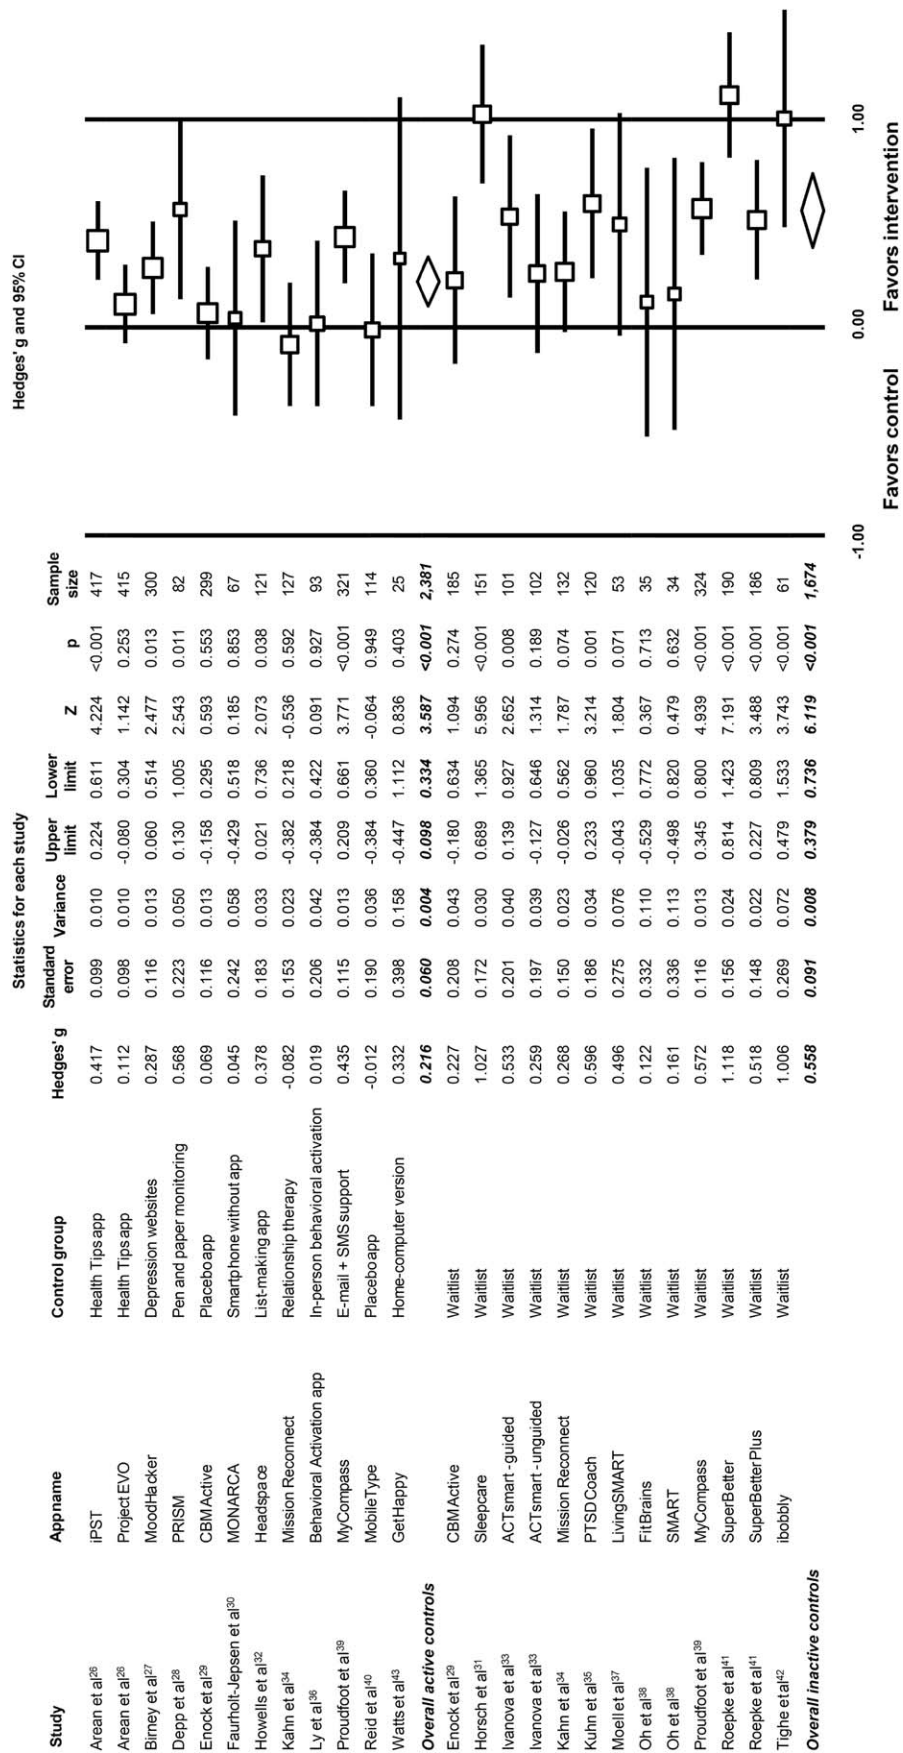 Statistics for each study Hedges' g and 95% CI
Study Appname Control group Hedges' g Standard error Variance Upper limit Lower limit Z p Sample size
Arean et al26 iPST Health Tips app 0.417 0.099 0.010 0.224 0.611 4.224 <0.001 417
Arean et al26 Project EVO Health Tips app 0.112 0.098 0.010 -0.080 0.304 1.142 0.253 415
Birney et al27 MoodHacker Depression websites 0.287 0.116 0.013 0.060 0.514 2.477 0.013 300
Depp et al28 PRISM Pen and paper monitoring 0.568 0.223 0.050 0.130 1.005 2.543 0.011 82
Enock et al29 CBM Active Placebo app 0.069 0.116 0.013 -0.158 0.295 0.593 0.553 299
Faurholt-Jepsen et al30 MONARCA Smartphone without app 0.045 0.242 0.058 -0.429 0.518 0.185 0.853 67
Howells et al32 Headspace List-making app 0.378 0.183 0.033 0.021 0.736 2.073 0.038 121
Kahn et al34 Mission Reconnect Relationship therapy -0.082 0.153 0.023 -0.382 0.218 -0.536 0.592 127
Ly et al36 Behavioral Activation app In-person behavioral activation 0.019 0.206 0.042 -0.384 0.422 0.091 0.927 93
Proudfoot et al39 MyCompass E-mail + SMS support 0.435 0.115 0.013 0.209 0.661 3.771 <0.001 321
Reid et al40 MobileType Placebo app -0.012 0.190 0.036 -0.384 0.360 -0.064 0.949 114
Watts et al43 GetHappy Home-computer version 0.332 0.398 0.158 -0.447 1.112 0.836 0.403 25
Overall active controls 0.216 0.060 0.004 0.098 0.334 3.587 <0.001 2,381
Enock et al29 CBM Active Waitlist 0.227 0.208 0.043 -0.180 0.634 1.094 0.274 185
Horsch et al31 Sleepcare Waitlist 1.027 0.172 0.030 0.689 1.365 5.956 <0.001 151
Ivanova et al33 ACTsmart - guided Waitlist 0.533 0.201 0.040 0.139 0.927 2.652 0.008 101
Ivanova et al33 ACTsmart - unguided Waitlist 0.259 0.197 0.039 -0.127 0.646 1.314 0.189 102
Kahn et al34 Mission Reconnect Waitlist 0.268 0.150 0.023 -0.026 0.562 1.787 0.074 132
Kuhn et al35 PTSD Coach Waitlist 0.596 0.186 0.034 0.233 0.960 3.214 0.001 120
Moell et al37 LivingSMART Waitlist 0.496 0.275 0.076 -0.043 1.035 1.804 0.071 53
Oh et al38 FitBrains Waitlist 0.122 0.332 0.110 -0.529 0.772 0.367 0.713 35
Oh et al38 SMART Waitlist 0.161 0.336 0.113 -0.498 0.820 0.479 0.632 34
Proudfoot et al39 MyCompass Waitlist 0.572 0.116 0.013 0.345 0.800 4.939 <0.001 324
Roepke et al41 SuperBetter Waitlist 1.118 0.156 0.024 0.814 1.423 7.191 <0.001 190
Roepke et al41 SuperBetter Plus Waitlist 0.518 0.148 0.022 0.227 0.809 3.488 <0.001 186
Tighe et al42 ibobbly Waitlist 1.006 0.269 0.072 0.479 1.533 3.743 <0.001 61
Overall inactive controls 0.558 0.091 0.008 0.379 0.736 6.119 <0.001 1,674
-1.00 0.00 1.00
Favors control Favors intervention